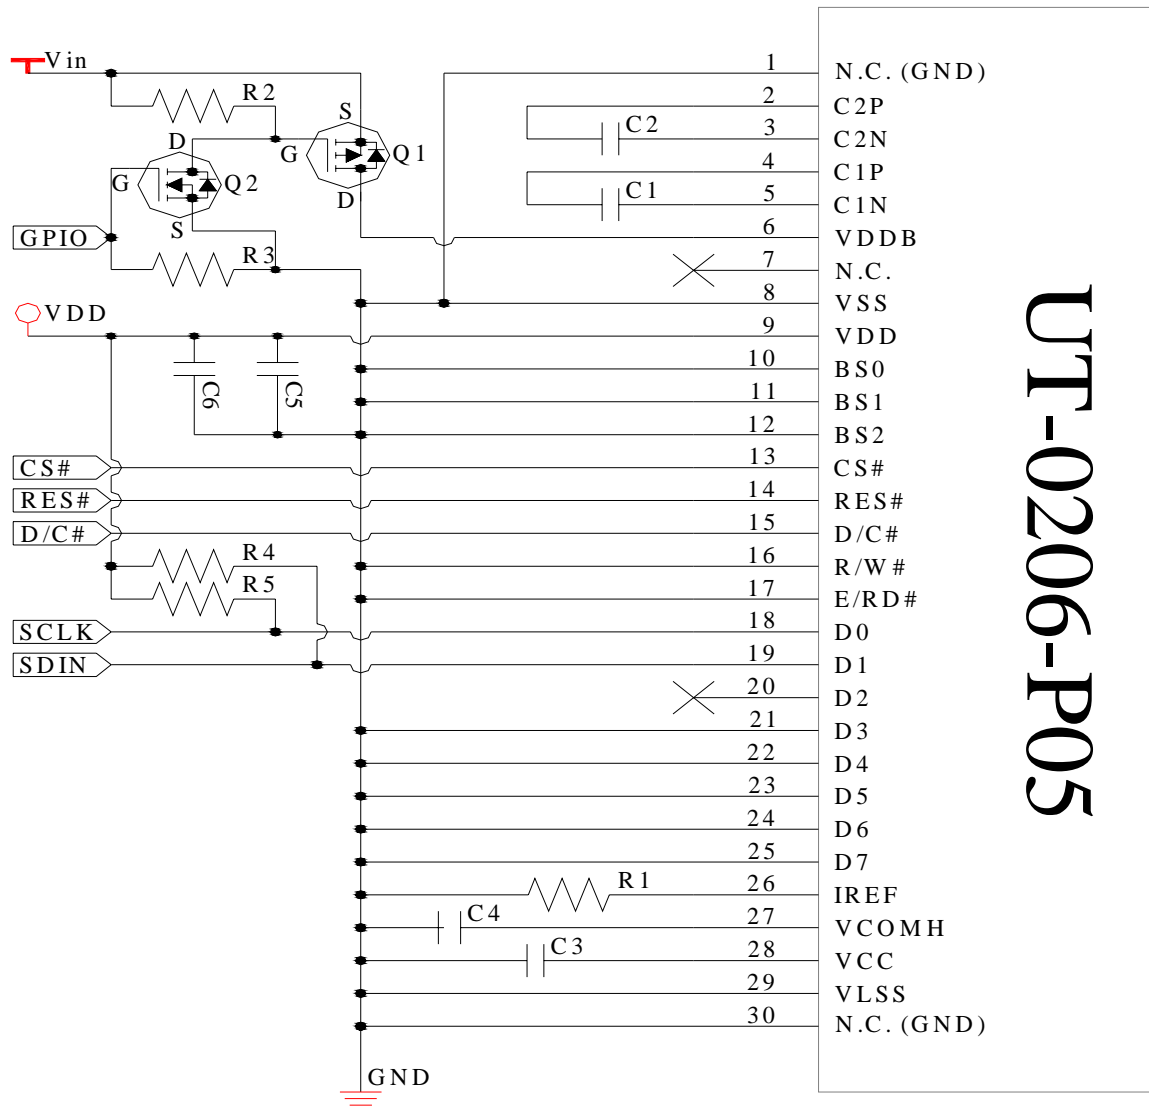 Vin
R2
S
G
Q1
D
D
G
Q2
S
GPIO
R3
VDD
C6
C5
CS#
RES#
D/C#
R4
R5
SCLK
SDIN
C2
C1
R1
C4
C3
GND
1 N.C. (GND)
2 C2P
3 C2N
4 C1P
5 C1N
6 VDDB
7 N.C.
8 VSS
9 VDD
10 BS0
11 BS1
12 BS2
13 CS#
14 RES#
15 D/C#
16 R/W#
17 E/RD#
18 D0
19 D1
20 D2
21 D3
22 D4
23 D5
24 D6
25 D7
26 IREF
27 VCOMH
28 VCC
29 VLSS
30 N.C. (GND)
UT-0206-P05